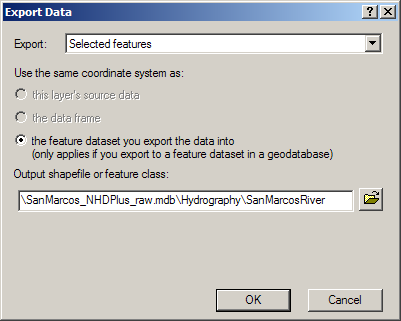 Export Data
Export: Selected features
Use the same coordinate system as:
this layer's source data
the data frame
the feature dataset you export the data into
(only applies if you export to a feature dataset in a geodatabase)
Output shapefile or feature class:
\SanMarcos_NHDPlus_raw.mdb\Hydrography\SanMarcosRiver
OK Cancel